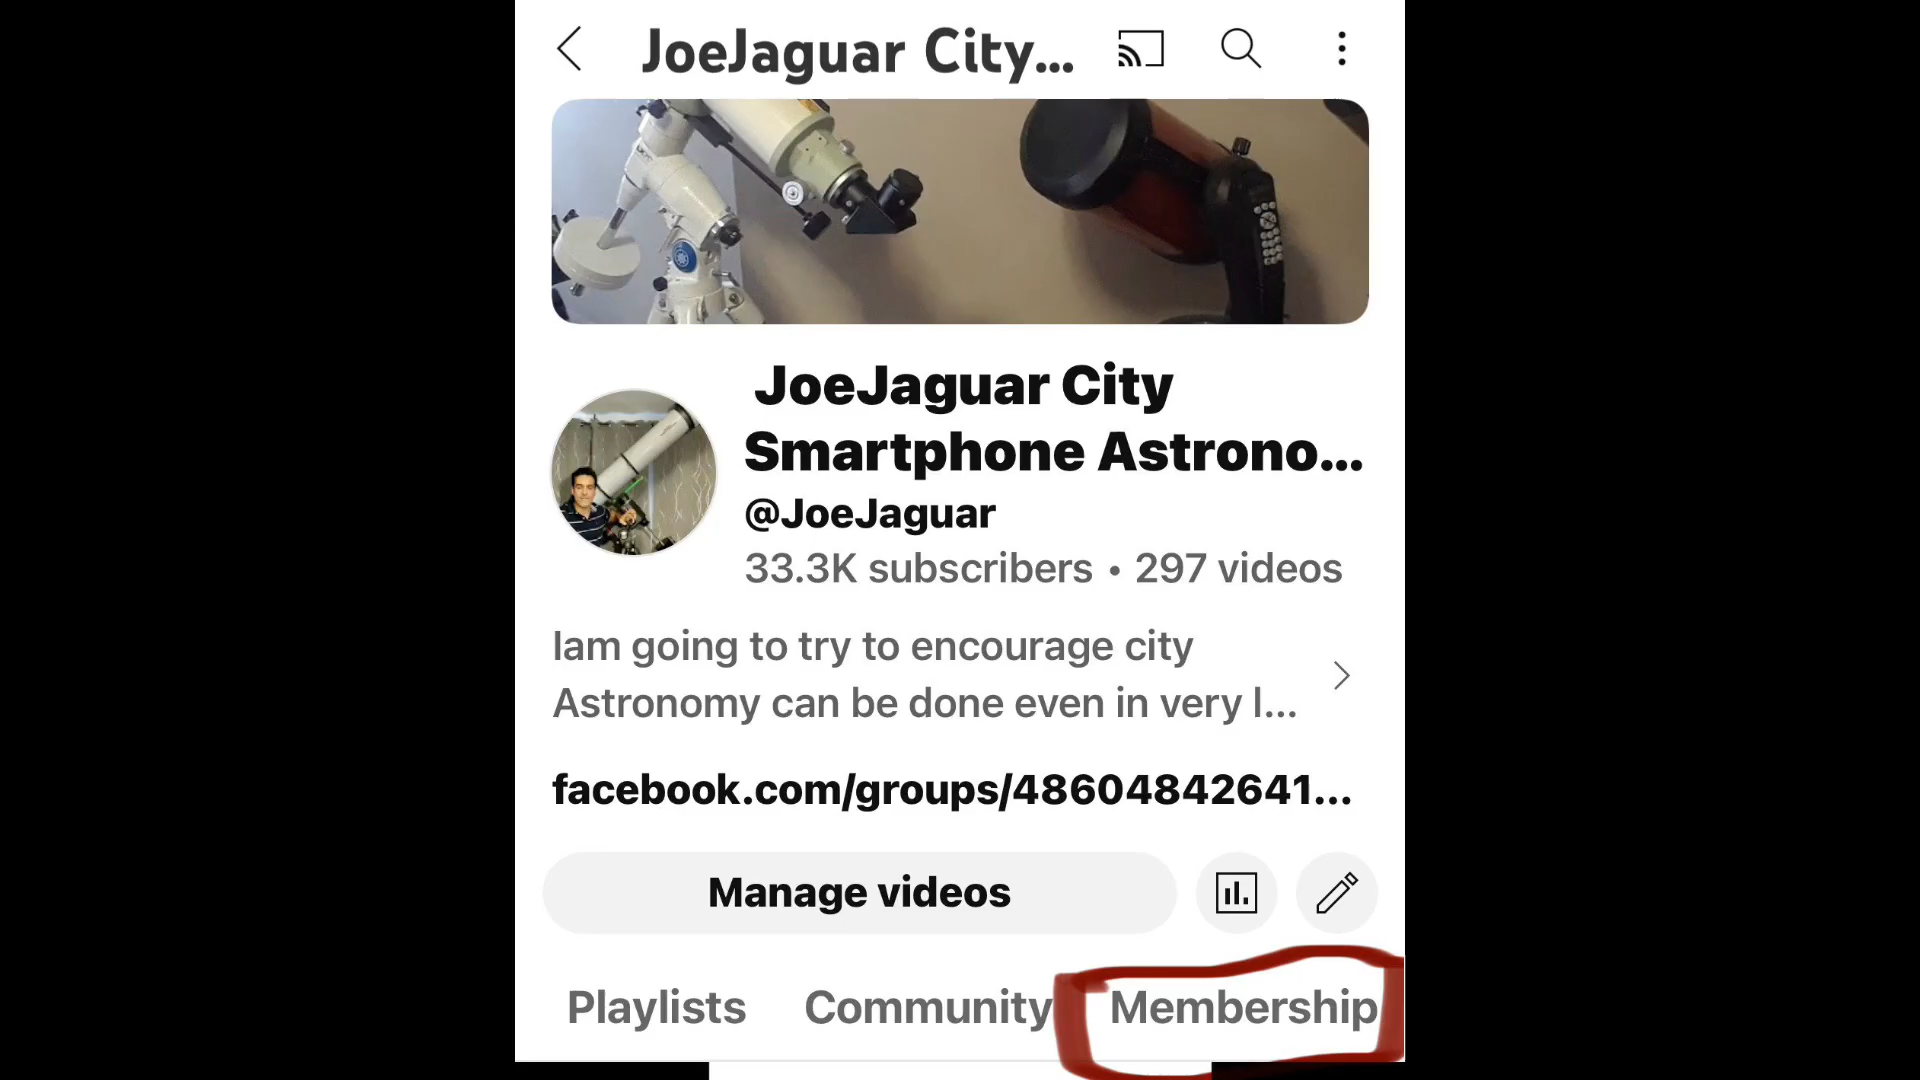 JoeJaguar City...
JoeJaguar City
Smartphone Astrono...
@JoeJaguar
33.3K subscribers • 297 videos
Iam going to try to encourage city
Astronomy can be done even in very l...
facebook.com/groups/48604842641...
Manage videos
Playlists Community Membership